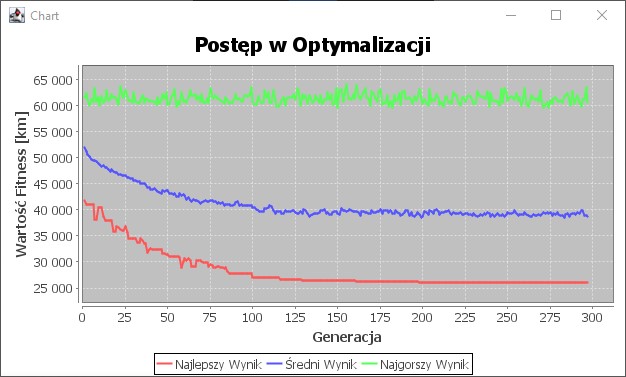 Chart
Postęp w Optymalizacji
Wartość Fitness [km]
65 000
60 000
55 000
50 000
45 000
40 000
35 000
30 000
25 000
0 25 50 75 100 125 150 175 200 225 250 275 300
Generacja
Najlepszy Wynik Średni Wynik Najgorszy Wynik